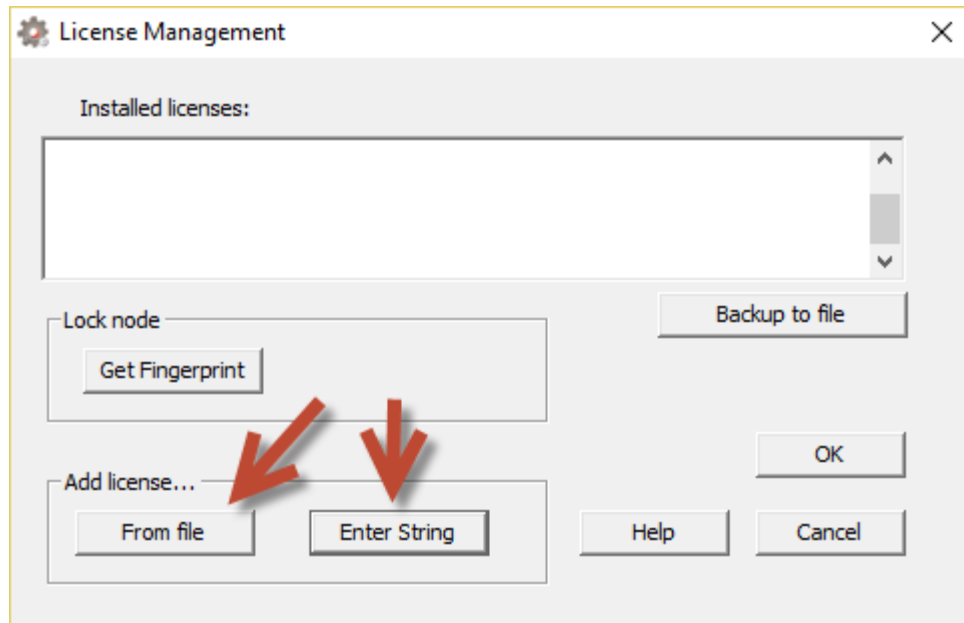 License Management
Installed licenses:
Backup to file
Lock node
Get Fingerprint
OK
Add license...
From file Enter String Help Cancel